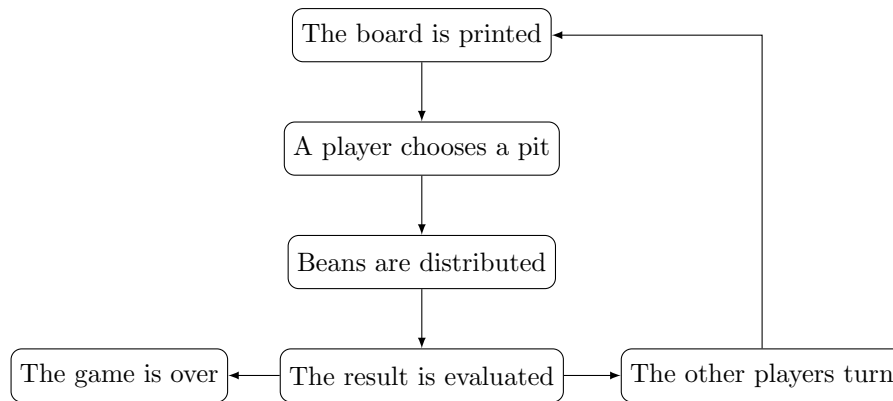 The board is printed
A player chooses a pit
Beans are distributed
The game is over
The result is evaluated
The other players turn